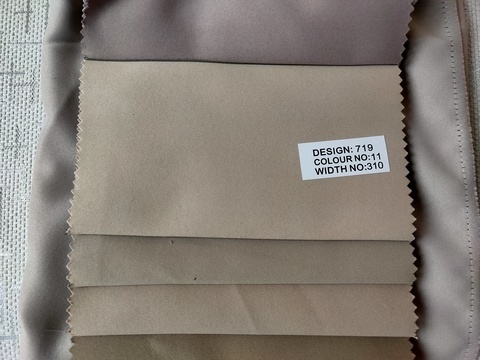 DESIGN: 719
COLOUR NO:11
WIDTH NO:310